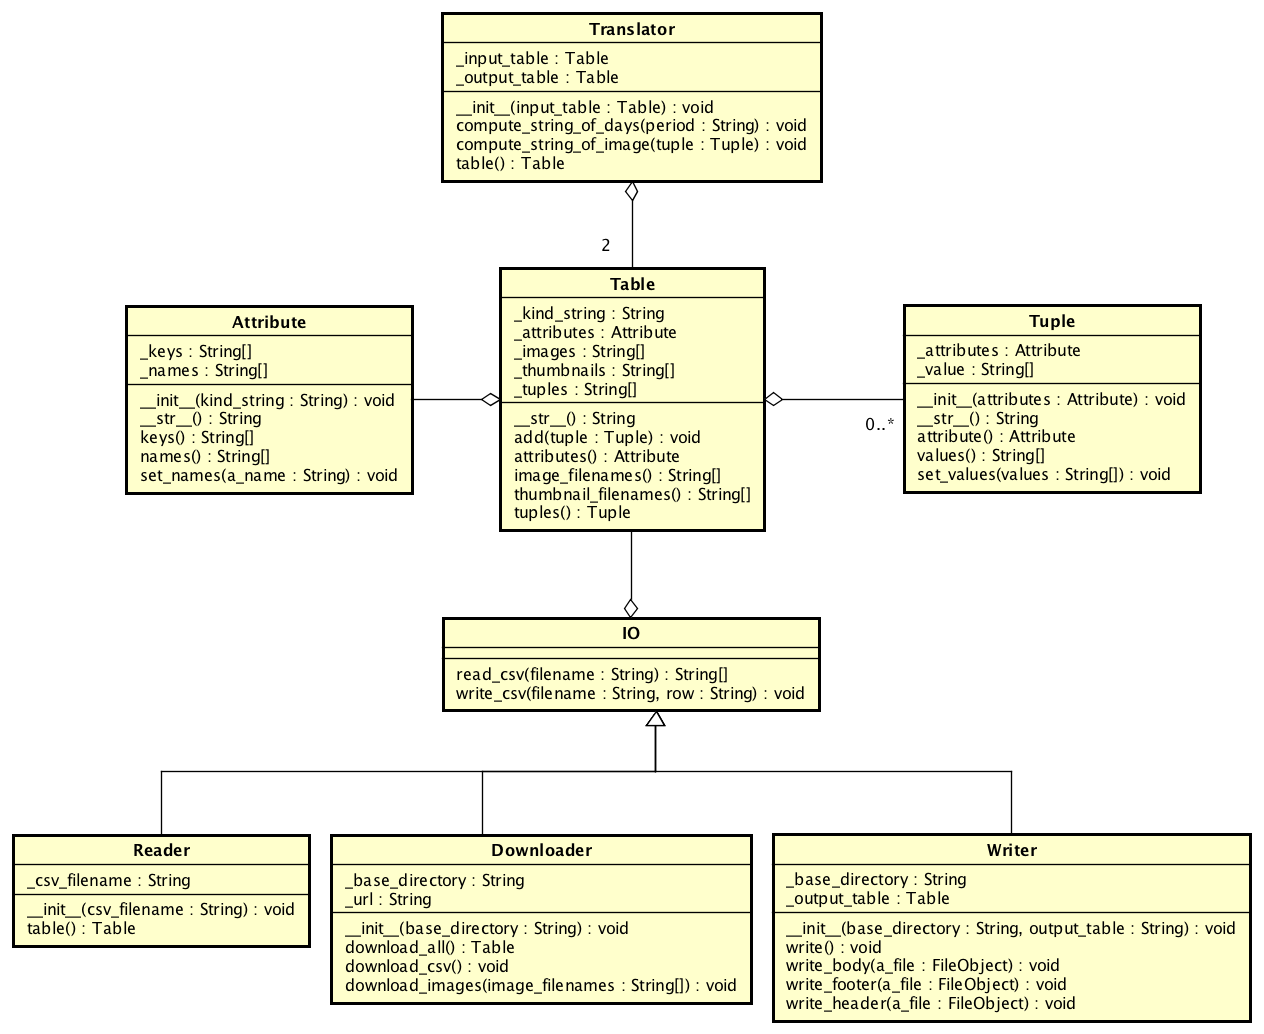 Translator
_input_table : Table
_output_table : Table
__init__(input_table : Table) : void
compute_string_of_days(period : String) : void
compute_string_of_image(tuple : Tuple) : void
table() : Table
2
Attribute
_keys : String[]
_names : String[]
__init__(kind_string : String) : void
__str__() : String
keys() : String[]
names() : String[]
set_names(a_name : String) : void
Table
_kind_string : String
_attributes : Attribute
_images : String[]
_thumbnails : String[]
_tuples : String[]
__str__() : String
add(tuple : Tuple) : void
attributes() : Attribute
image_filenames() : String[]
thumbnail_filenames() : String[]
tuples() : Tuple
0..*
Tuple
_attributes : Attribute
_value : String[]
__init__(attributes : Attribute) : void
__str__() : String
attribute() : Attribute
values() : String[]
set_values(values : String[]) : void
IO
read_csv(filename : String) : String[]
write_csv(filename : String, row : String) : void
Reader
_csv_filename : String
__init__(csv_filename : String) : void
table() : Table
Downloader
_base_directory : String
_url : String
__init__(base_directory : String) : void
download_all() : Table
download_csv() : void
download_images(image_filenames : String[]) : void
Writer
_base_directory : String
_output_table : Table
__init__(base_directory : String, output_table : String) : void
write() : void
write_body(a_file : FileObject) : void
write_footer(a_file : FileObject) : void
write_header(a_file : FileObject) : void